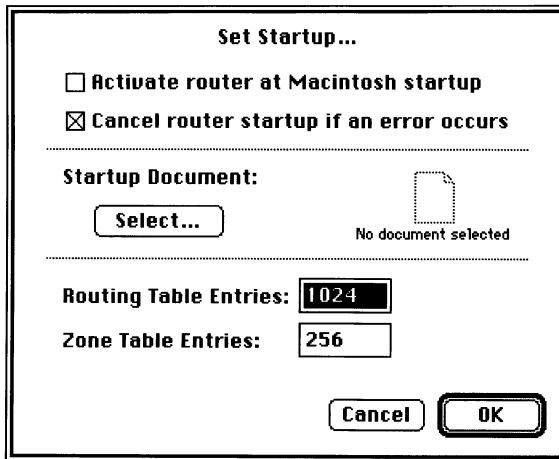 Set Startup...
Activate router at Macintosh startup
Cancel router startup if an error occurs
Startup Document:
Select...
No document selected
Routing Table Entries: 1024
Zone Table Entries: 256
Cancel OK